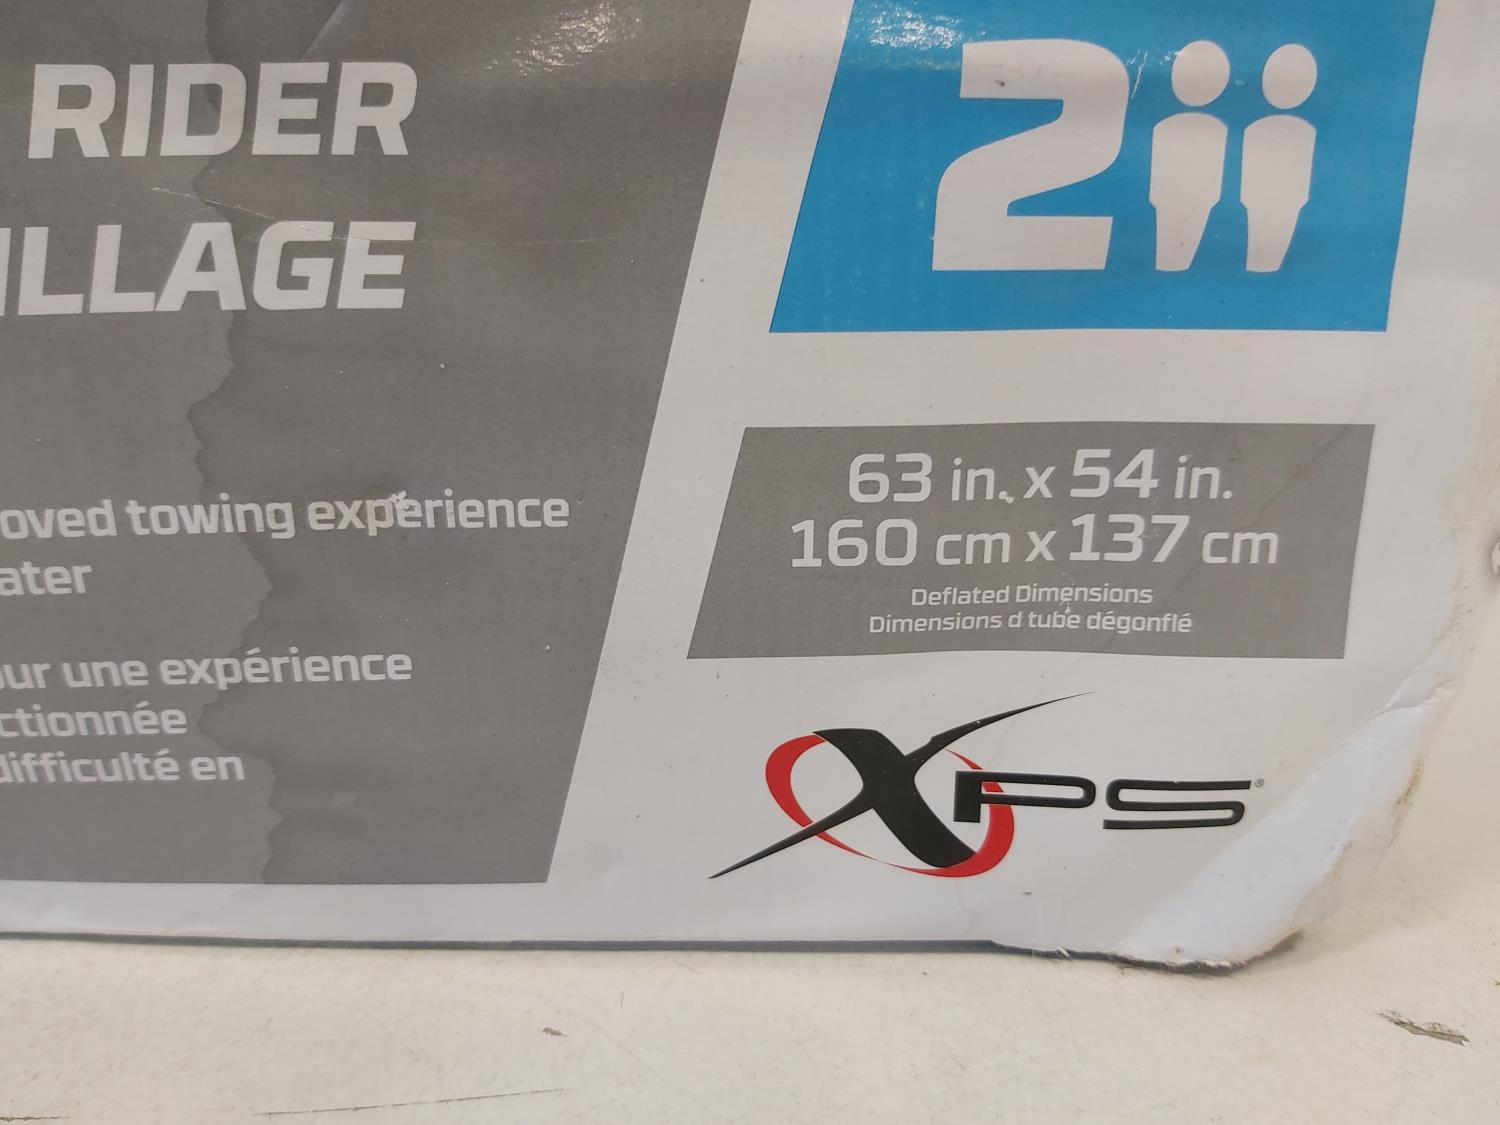 RIDER
ILLAGE
oved towing experience
ater
ur une expérience
ctionnée
difficulté en
2
63 in. x 54 in.
160 cm x 137 cm
Deflated Dimensions
Dimensions d tube dégonflé
XPS®